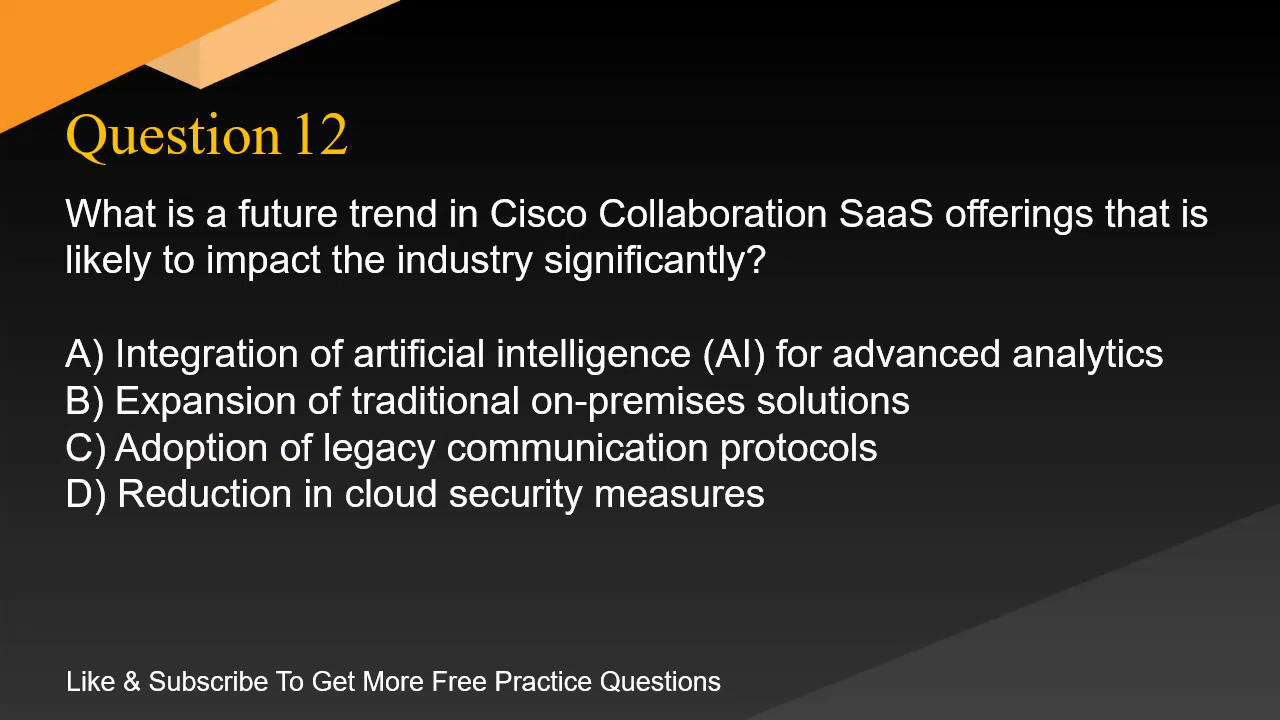 Question 12
What is a future trend in Cisco Collaboration SaaS offerings that is
likely to impact the industry significantly?
A) Integration of artificial intelligence (AI) for advanced analytics
B) Expansion of traditional on-premises solutions
C) Adoption of legacy communication protocols
D) Reduction in cloud security measures
Like & Subscribe To Get More Free Practice Questions